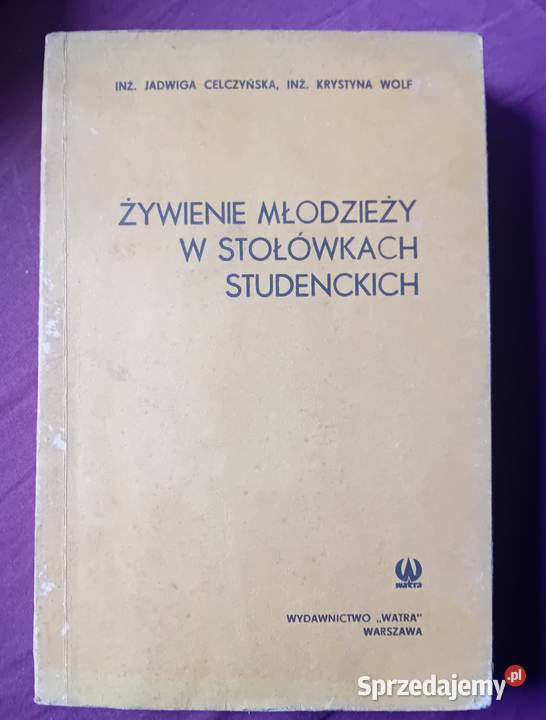 INŻ. JADWIGA CELCZYŃSKA, INŻ. KRYSTYNA WOLF
ŻYWIENIE MŁODZIEŻY
W STOŁÓWKACH
STUDENCKICH
watra
WYDAWNICTWO „WATRA"
WARSZAWA
Sprzedajemy.pl